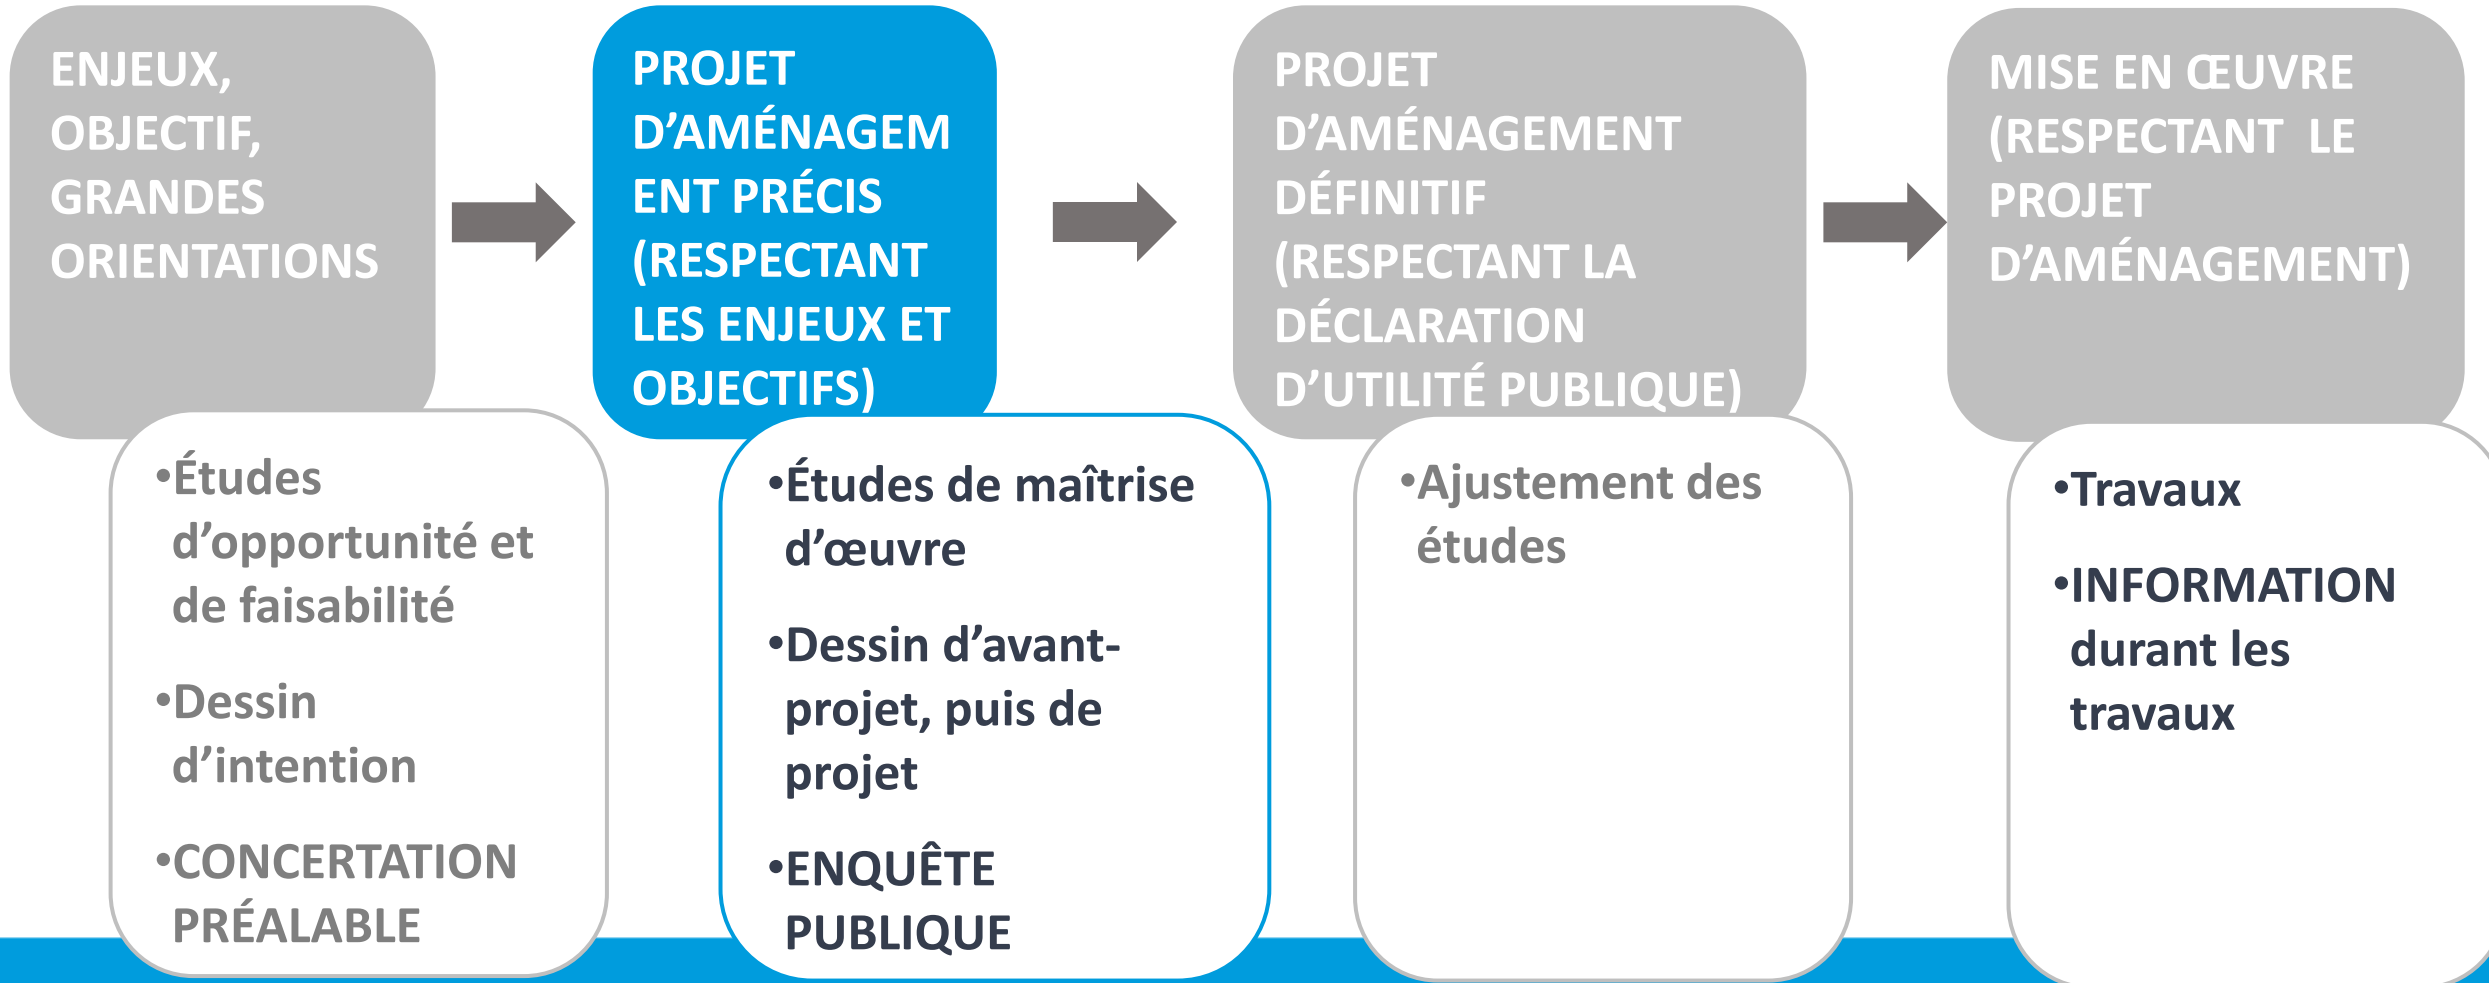 ENJEUX,
OBJECTIF,
GRANDES
ORIENTATIONS
•Études
d’opportunité et
de faisabilité
•Dessin
d’intention
•CONCERTATION
PRÉALABLE
PROJET
D’AMÉNAGEM
ENT PRÉCIS
(RESPECTANT
LES ENJEUX ET
OBJECTIFS)
•Études de maîtrise
d’œuvre
•Dessin d’avant-
projet, puis de
projet
•ENQUÊTE
PUBLIQUE
PROJET
D’AMÉNAGEMENT
DÉFINITIF
(RESPECTANT LA
DÉCLARATION
D’UTILITÉ PUBLIQUE)
•Ajustement des
études
MISE EN ŒUVRE
(RESPECTANT  LE
PROJET
D’AMÉNAGEMENT)
•Travaux
•INFORMATION
durant les
travaux